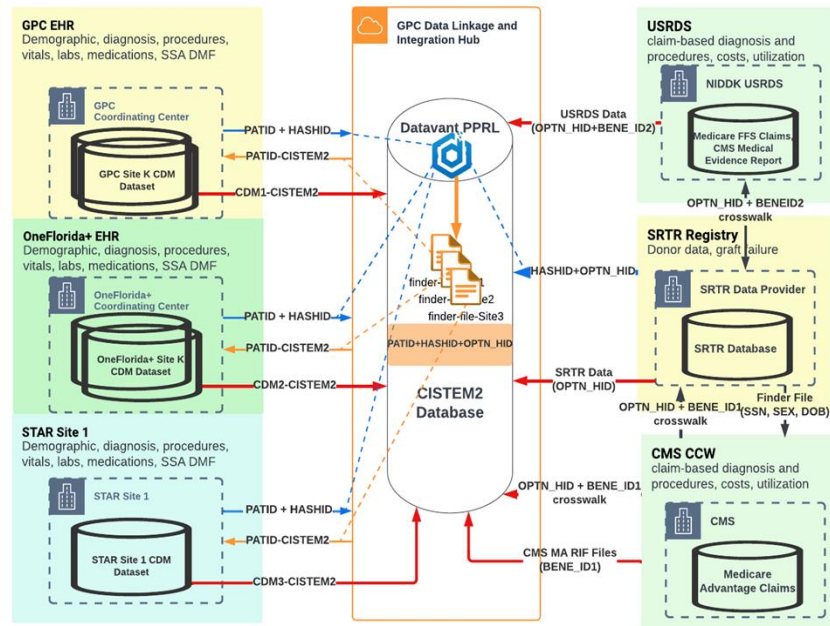 GPC EHR
Demographic, diagnosis, procedures,
vitals, labs, medications, SSA DMF
GPC
Coordinating Center
GPC Site K CDM
Dataset
OneFlorida+ EHR
Demographic, diagnosis, procedures,
vitals, labs, medications, SSA DMF
OneFlorida+
Coordinating Center
OneFlorida+ Site K
CDM Dataset
STAR Site 1
Demographic, diagnosis, procedures,
vitals, labs, medications, SSA DMF
STAR Site 1
STAR Site 1 CDM
Dataset
PATID + HASHID
PATID-CISTEM2
CDM1-CISTEM2
PATID + HASHID
PATID-CISTEM2
CDM2-CISTEM2
PATID + HASHID
PATID-CISTEM2
CDM3-CISTEM2
GPC Data Linkage and
Integration Hub
Datavant PPRL
finder-
finder-
finder-file-Site3
PATID+HASHID+OPTN_HID
CISTEM2
Database
USRDS Data
(OPTN_HID+BENE_ID2)
HASHID+OPTN_HID
SRTR Data
(OPTN_HID)
OPTN_HID + BENE_ID1
crosswalk
CMS MA RIF Files
(BENE_ID1)
USRDS
claim-based diagnosis and
procedures, costs, utilization
NIDDK USRDS
Medicare FFS Claims,
CMS Medical
Evidence Report
OPTN_HID + BENEID2
crosswalk
SRTR Registry
Donor data, graft failure
SRTR Data Provider
SRTR Database
OPTN_HID + BENE_ID1
crosswalk
Finder File
(SSN, SEX, DOB)
CMS CCW
claim-based diagnosis and
procedures, costs, utilization
CMS
Medicare
Advantage Claims